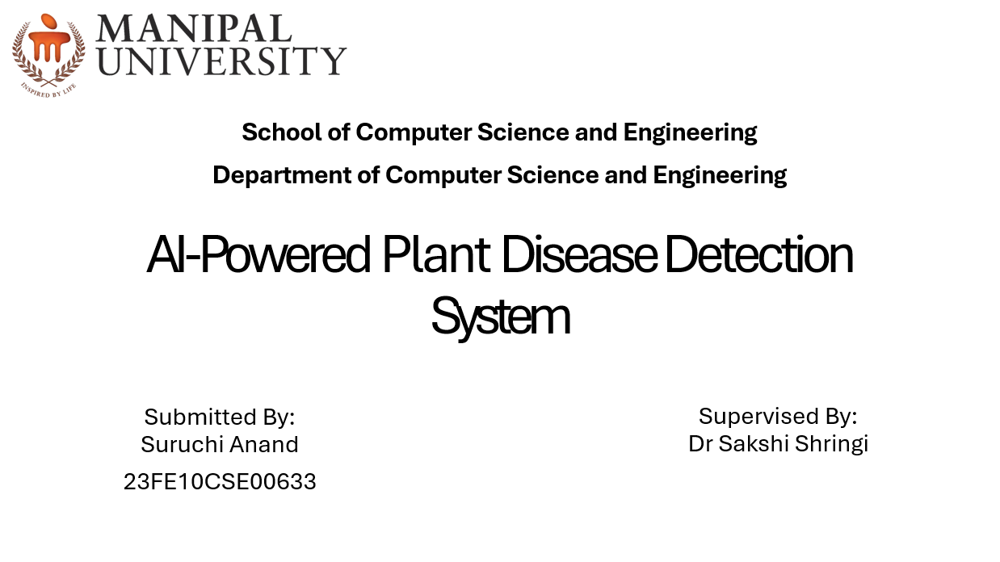 MANIPAL
UNIVERSITY
INSPIRED BY LIFE
School of Computer Science and Engineering
Department of Computer Science and Engineering
AI-Powered Plant Disease Detection
System
Submitted By:
Suruchi Anand
23FE10CSE00633
Supervised By:
Dr Sakshi Shringi